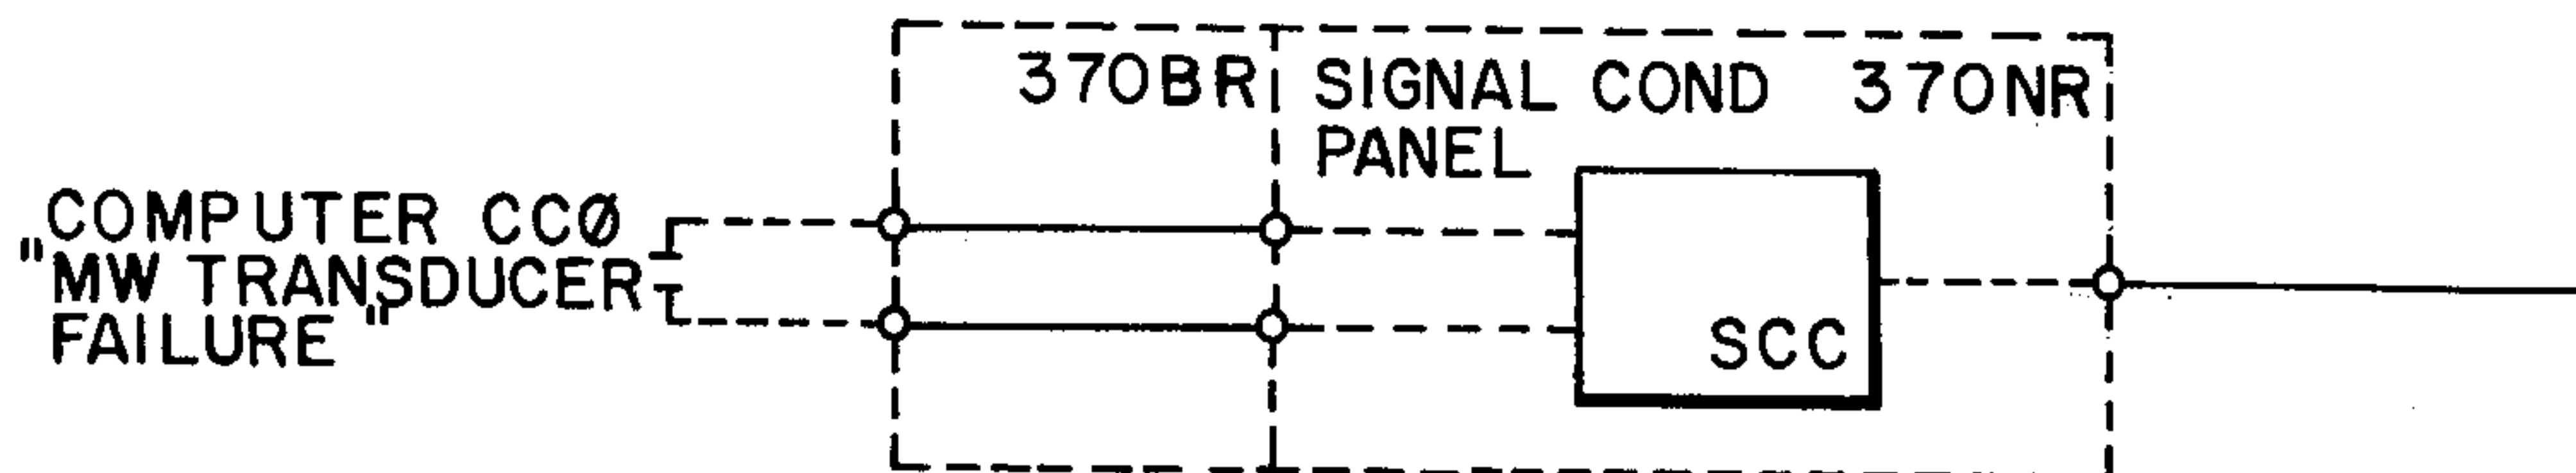 370BR
SIGNAL COND 370NR
PANEL
COMPUTER CCØ
"MW TRANSDUCER
FAILURE"
SCC